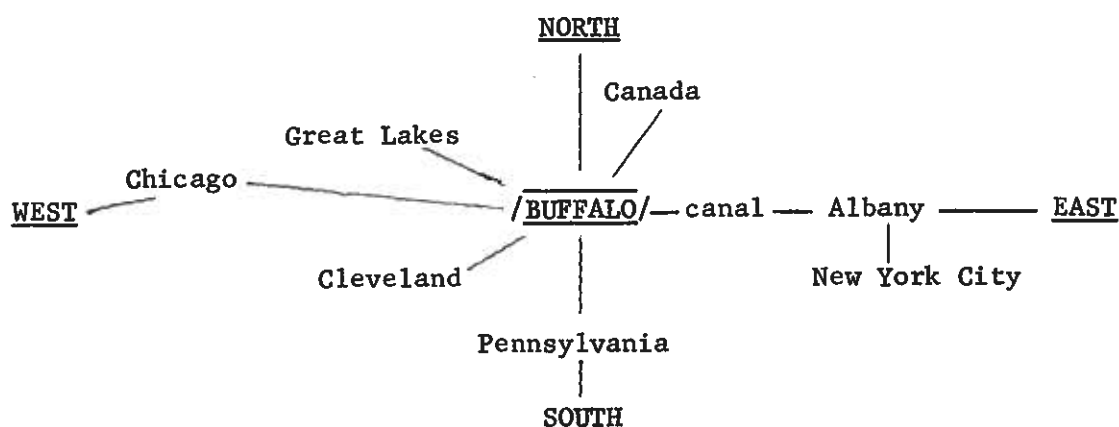 NORTH
Canada
Great Lakes
Chicago
WEST
/BUFFALO/
canal
Albany
EAST
New York City
Cleveland
Pennsylvania
SOUTH